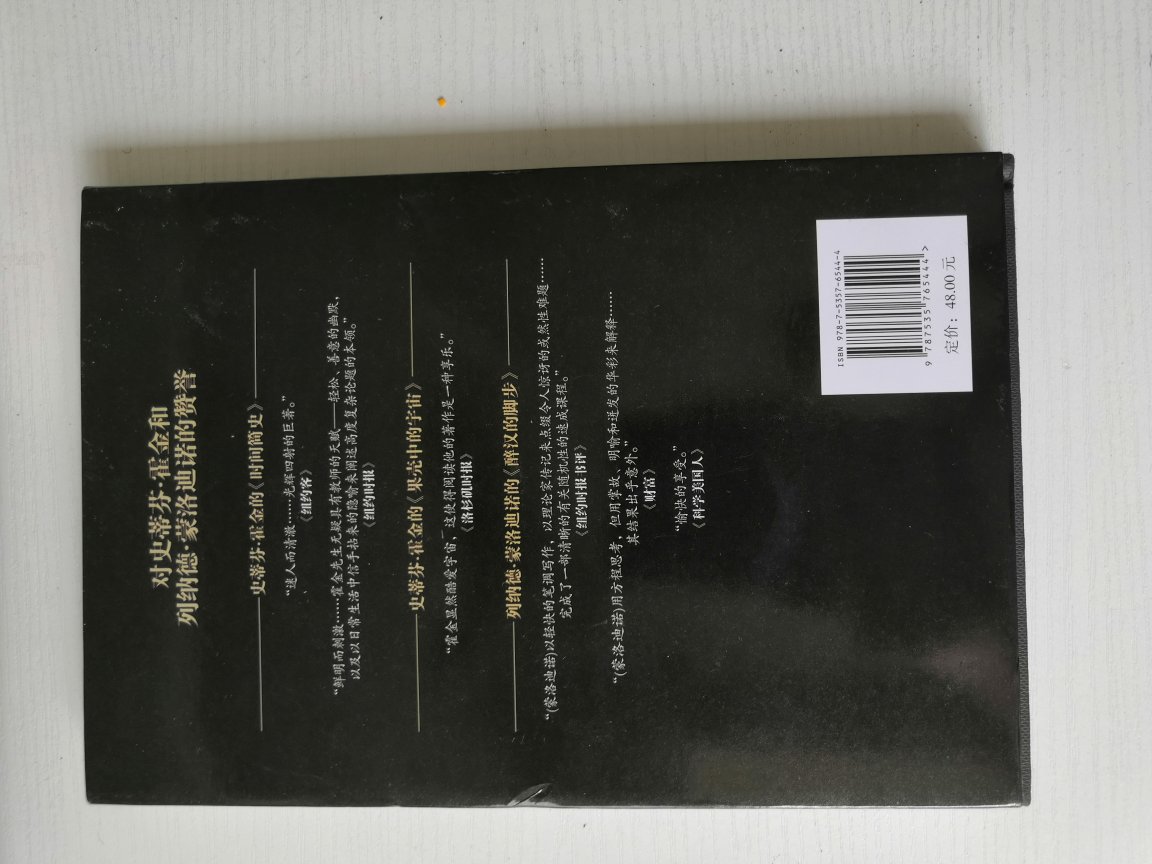 对史蒂芬·霍金和
列纳德·蒙洛迪诺的赞誉
史蒂芬·霍金的《时间简史》
“迷人而清澈……光辉四射的巨著。”
《纽约客》
“鲜明而刺激……霍金先生无疑具有教师的天赋——轻松、善意的幽默，
以及以日常生活中信手拈来的隐喻来阐述高度复杂论题的本领。”
《纽约时报》
史蒂芬·霍金的《果壳中的宇宙》
“霍金显然酷爱宇宙，这使得阅读他的著作是一种享乐。”
《洛杉矶时报》
列纳德·蒙洛迪诺的《醉汉的脚步》
“(蒙洛迪诺)以轻快的笔调写作，以理论家传记来点缀令人惊讶的或然性难题……
完成了一部清晰的有关随机性的速成课程。”
《纽约时报书评》
“(蒙洛迪诺)用方程思考，但用掌故、明喻和迸发的华彩来解释……
其结果出乎意外。”
《财富》
“愉快的享受。”
《科学美国人》
ISBN 978-7-5357-6544-4
9 787535 765444 >
定价：48.00 元